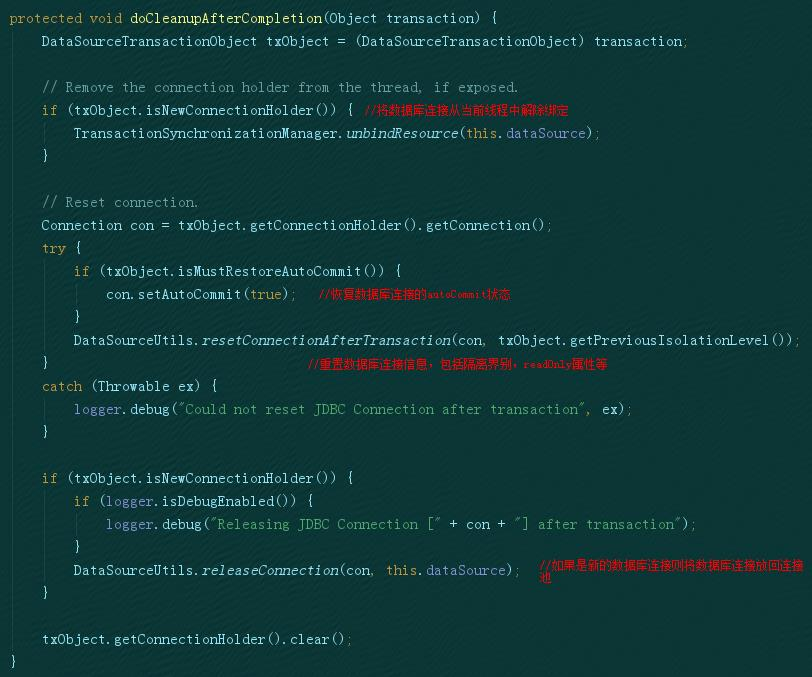 protected void doCleanupAfterCompletion(Object transaction) {
DataSourceTransactionObject txObject = (DataSourceTransactionObject) transaction;
// Remove the connection holder from the thread, if exposed.
if (txObject.isNewConnectionHolder()) { //将数据库连接从当前线程中解除绑定
TransactionSynchronizationManager.unbindResource(this.dataSource);
}
// Reset connection.
Connection con = txObject.getConnectionHolder().getConnection();
try {
if (txObject.isMustRestoreAutoCommit()) {
con.setAutoCommit(true); //恢复数据库连接的autoCommit状态
}
DataSourceUtils.resetConnectionAfterTransaction(con, txObject.getPreviousIsolationLevel());
} //重置数据库连接信息，包括隔离界别，readOnly属性等
catch (Throwable ex) {
logger.debug("Could not reset JDBC Connection after transaction", ex);
}
if (txObject.isNewConnectionHolder()) {
if (logger.isDebugEnabled()) {
logger.debug("Releasing JDBC Connection [" + con + "] after transaction");
}
DataSourceUtils.releaseConnection(con, this.dataSource); //如果是新的数据库连接则将数据库连接放回连接
池
}
txObject.getConnectionHolder().clear();
}